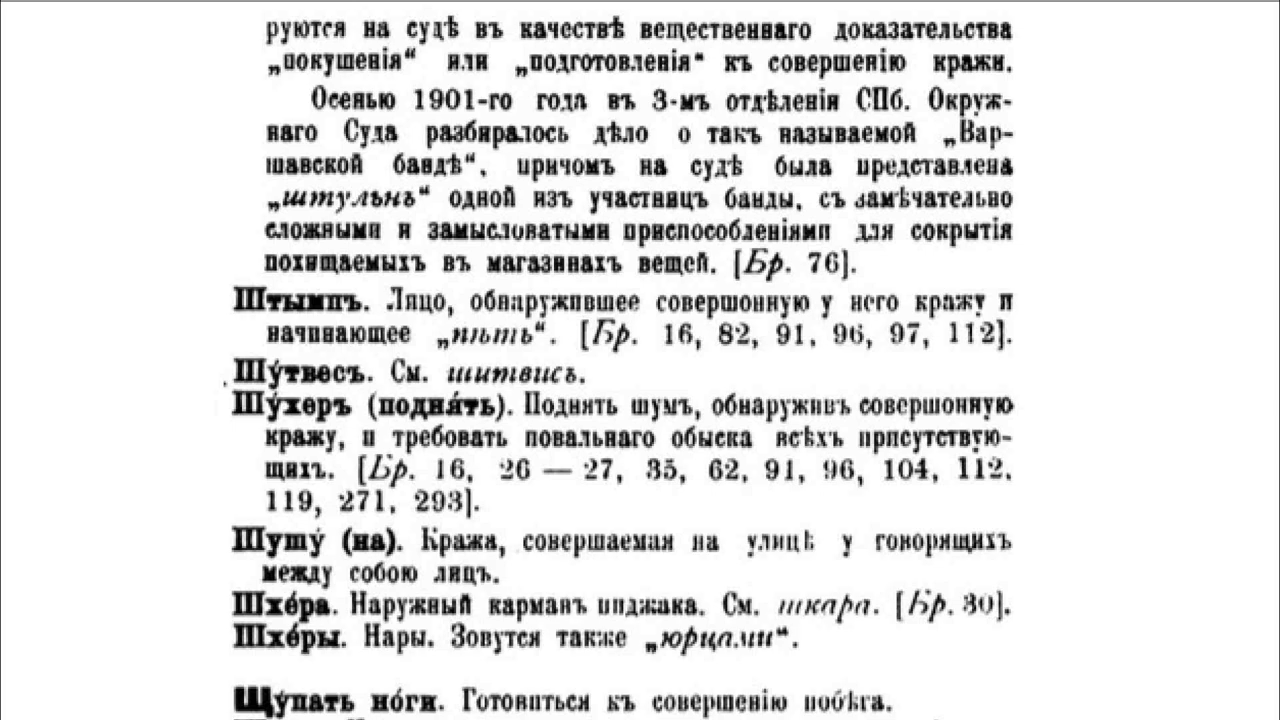 руются на судѣ въ качествѣ вещественнаго доказательства
„покушенія“ или „подготовленія“ къ совершенію кражи.
Осенью 1901-го года въ 3-мъ отдѣленія СПб. Окруж-
наго Суда разбиралось дѣло о такъ называемой „Вар-
шавской бандѣ“, причомъ на судѣ была представлена
„штульнь“ одной изъ участницъ банды, съ замѣчательно
сложными и замысловатыми приспособленіями для сокрытія
похищаемыхъ въ магазинахъ вещей. [Бр. 76].
Штымпъ. Лицо, обнаружившее совершонную у него кражу и
начинающее „пѣть“. [Бр. 16, 82, 91, 96, 97, 112].
Шу́твесъ. См. шитвисъ.
Шу́херъ (подня́ть). Поднять шумъ, обнаруживъ совершонную
кражу, и требовать повальнаго обыска всѣхъ присутствую-
щихъ. [Бр. 16, 26 — 27, 35, 62, 91, 96, 104, 112,
119, 271, 293].
Шушу́ (на). Кража, совершаемая на улицѣ у говорящихъ
между собою лицъ.
Шхе́ра. Наружный карманъ пиджака. См. шкара. [Бр. 30].
Шхе́ры. Нары. Зовутся также „юрцами“.
Щу́пать но́ги. Готовиться къ совершенію побѣга.